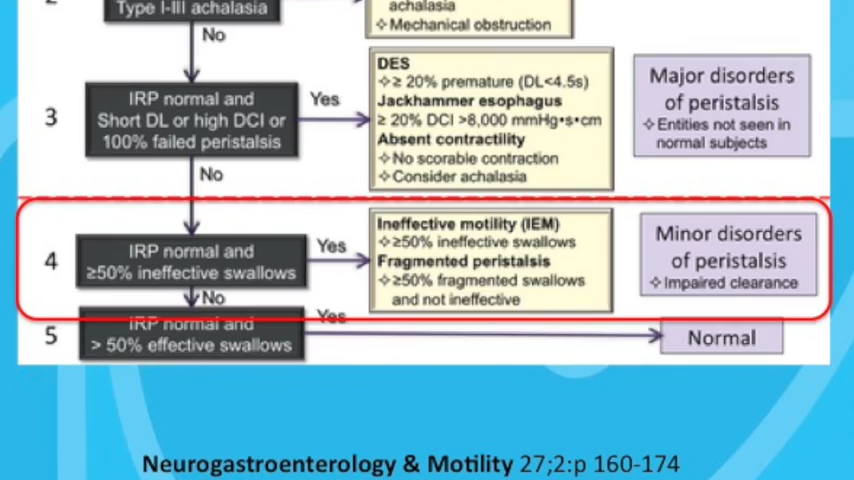 achalasia
Type I-III achalasia
✧ Mechanical obstruction
No
3
IRP normal and
Short DL or high DCI or
100% failed peristalsis
Yes
DES
✧≥ 20% premature (DL<4.5s)
Jackhammer esophagus
≥ 20% DCI >8,000 mmHg•s•cm
Absent contractility
✧No scorable contraction
✧Consider achalasia
Major disorders
of peristalsis
✧ Entities not seen in
normal subjects
No
4
IRP normal and
≥50% ineffective swallows
Yes
Ineffective motility (IEM)
✧≥50% ineffective swallows
Fragmented peristalsis
✧≥50% fragmented swallows
and not ineffective
Minor disorders
of peristalsis
✧ Impaired clearance
No
5
IRP normal and
> 50% effective swallows
Yes
Normal
Neurogastroenterology & Motility 27;2:p 160-174